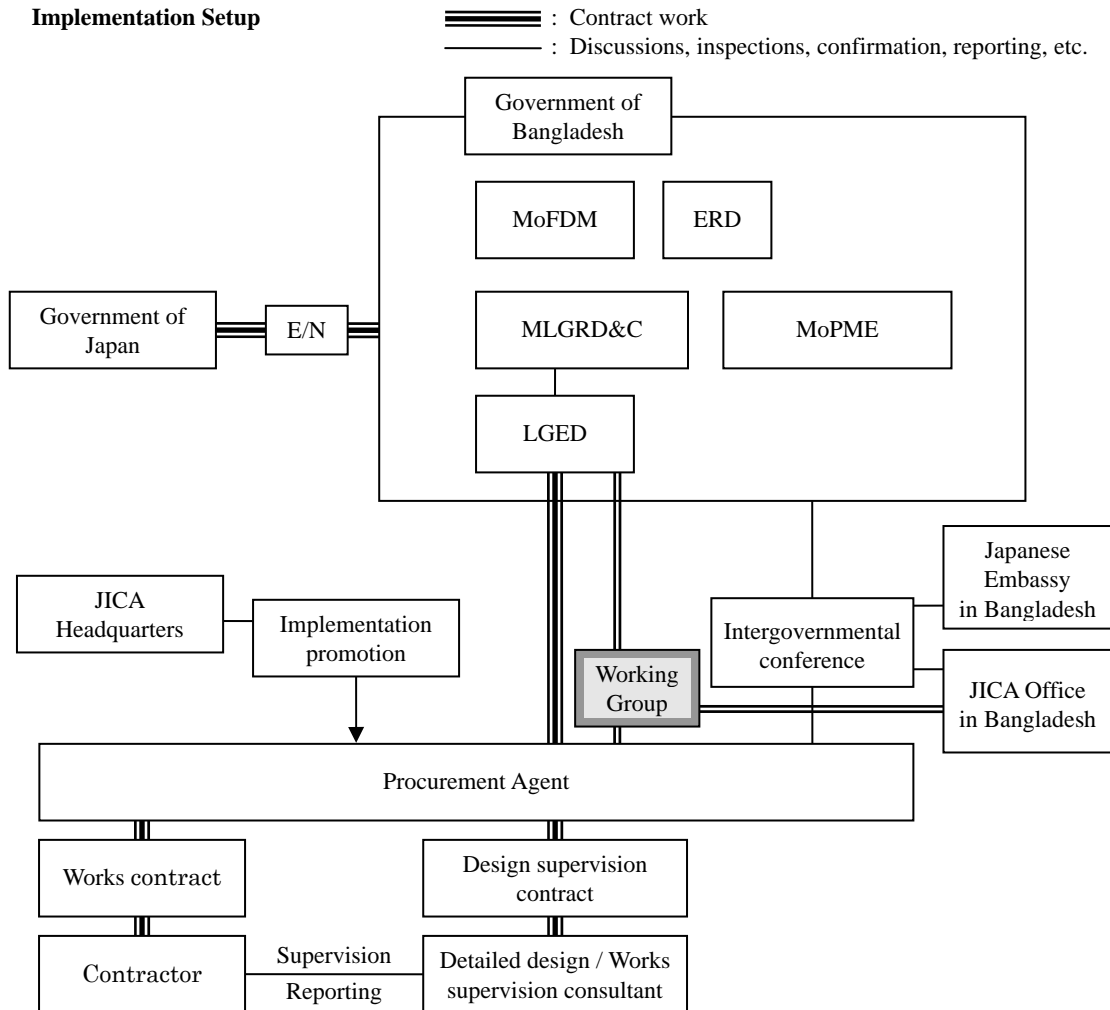 Implementation Setup
: Contract work
: Discussions, inspections, confirmation, reporting, etc.
Government of
Bangladesh
MoFDM
ERD
Government of
Japan
E/N
MLGRD&C
MoPME
LGED
Japanese
Embassy
in Bangladesh
JICA
Headquarters
Implementation
promotion
Intergovernmental
conference
Working
Group
JICA Office
in Bangladesh
Procurement Agent
Works contract
Design supervision
contract
Contractor
Supervision
Reporting
Detailed design / Works
supervision consultant